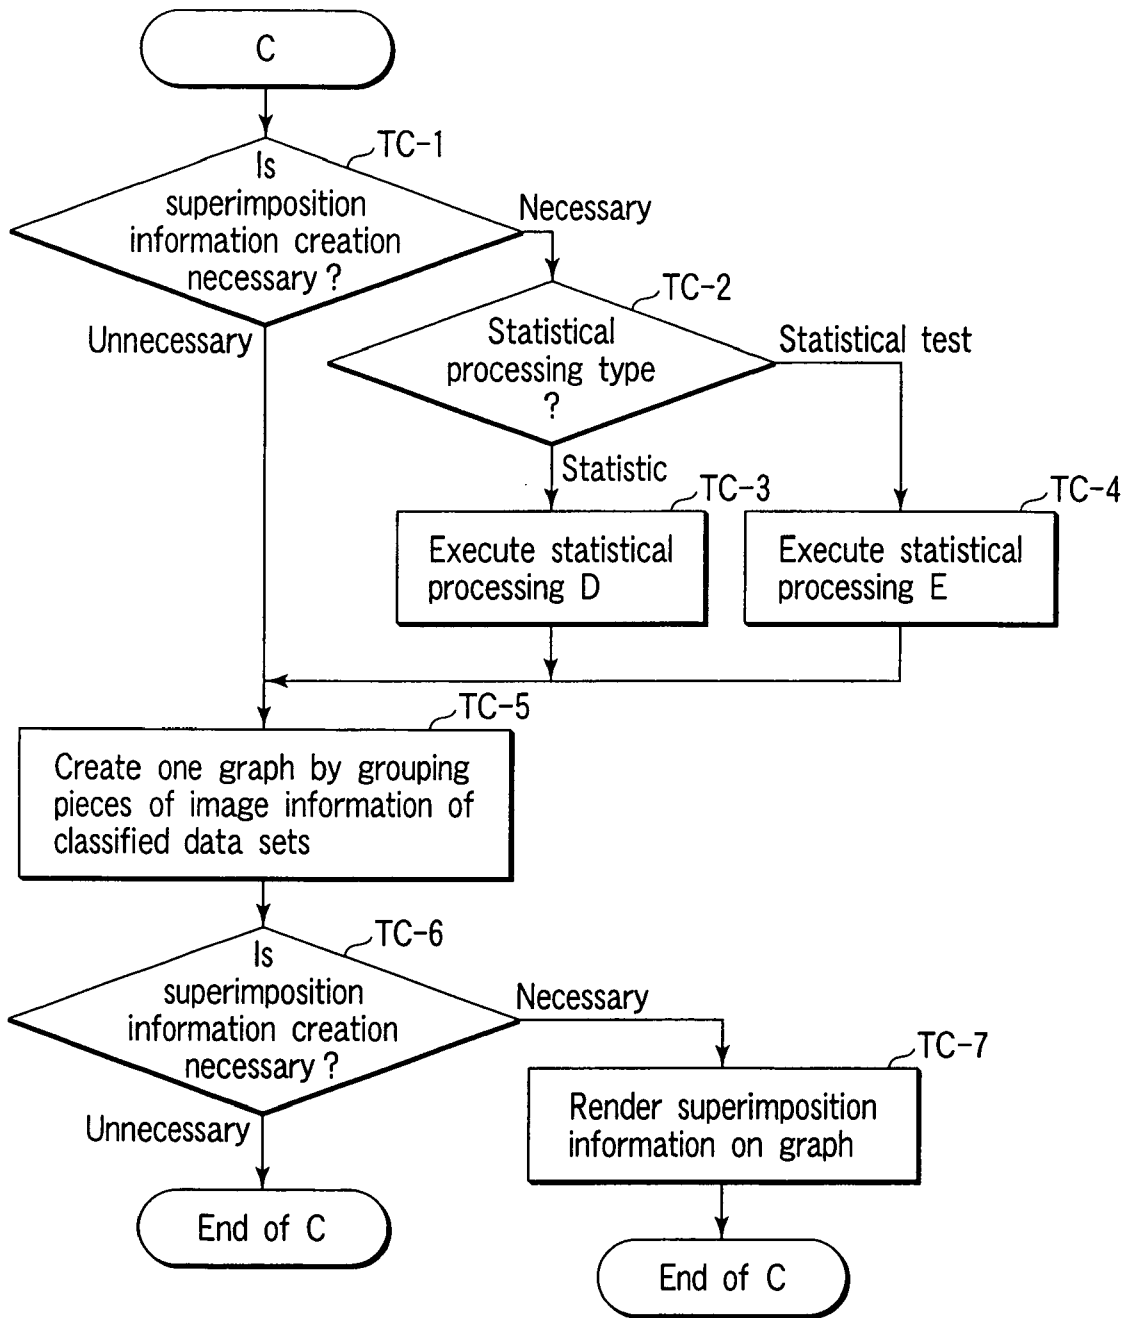 C
TC-1
Is
superimposition
information creation
necessary ?
Necessary
Unnecessary
TC-2
Statistical
processing type
?
Statistical test
Statistic
TC-3
Execute statistical
processing D
TC-4
Execute statistical
processing E
TC-5
Create one graph by grouping
pieces of image information of
classified data sets
TC-6
Is
superimposition
information creation
necessary ?
Necessary
Unnecessary
TC-7
Render superimposition
information on graph
End of C
End of C